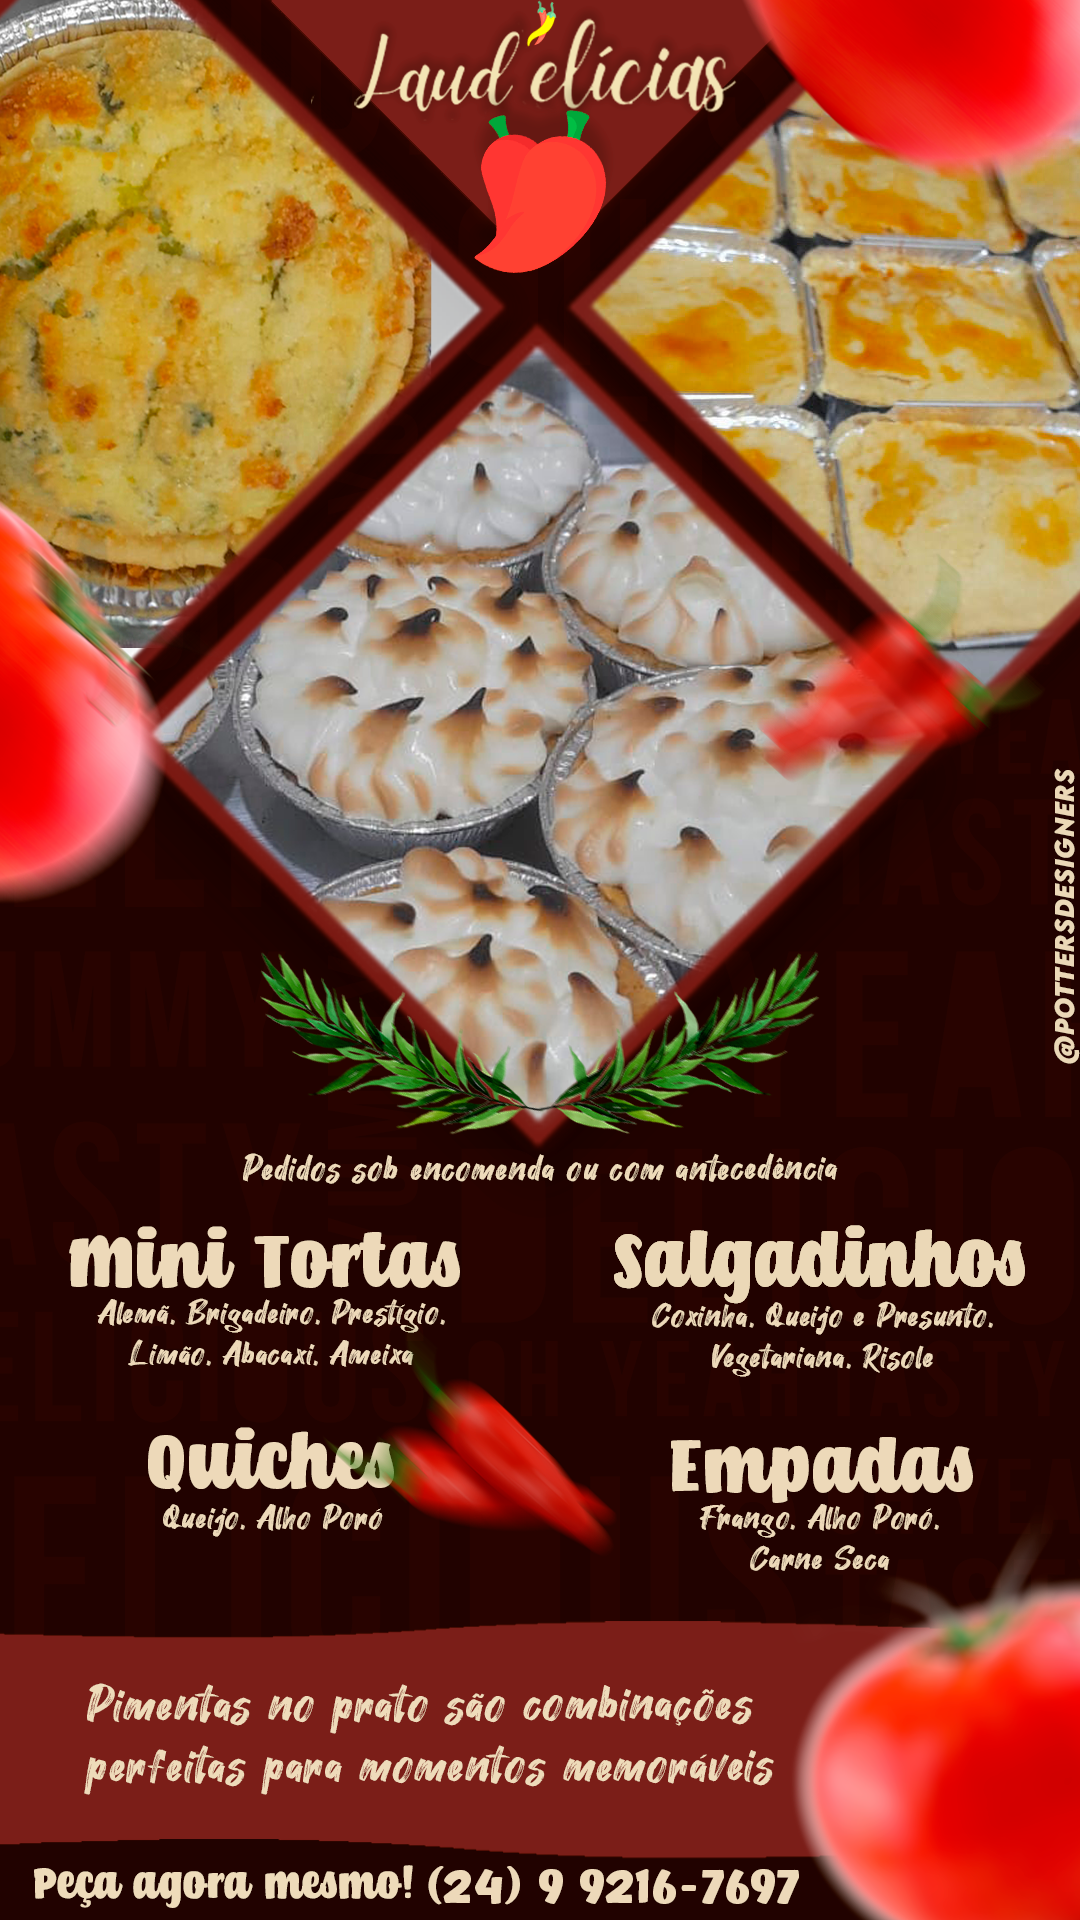 Laud'elícias
@POTTERSDESIGNERS
Pedidos sob encomenda ou com antecedência
Mini Tortas
Alemã, Brigadeiro, Prestígio,
Limão, Abacaxi, Ameixa
Salgadinhos
Coxinha, Queijo e Presunto,
Vegetariana, Risole
Quiches
Queijo, Alho Poró
Empadas
Frango, Alho Poró,
Carne Seca
Pimentas no prato são combinações
perfeitas para momentos memoráveis
Peça agora mesmo! (24) 9 9216-7697